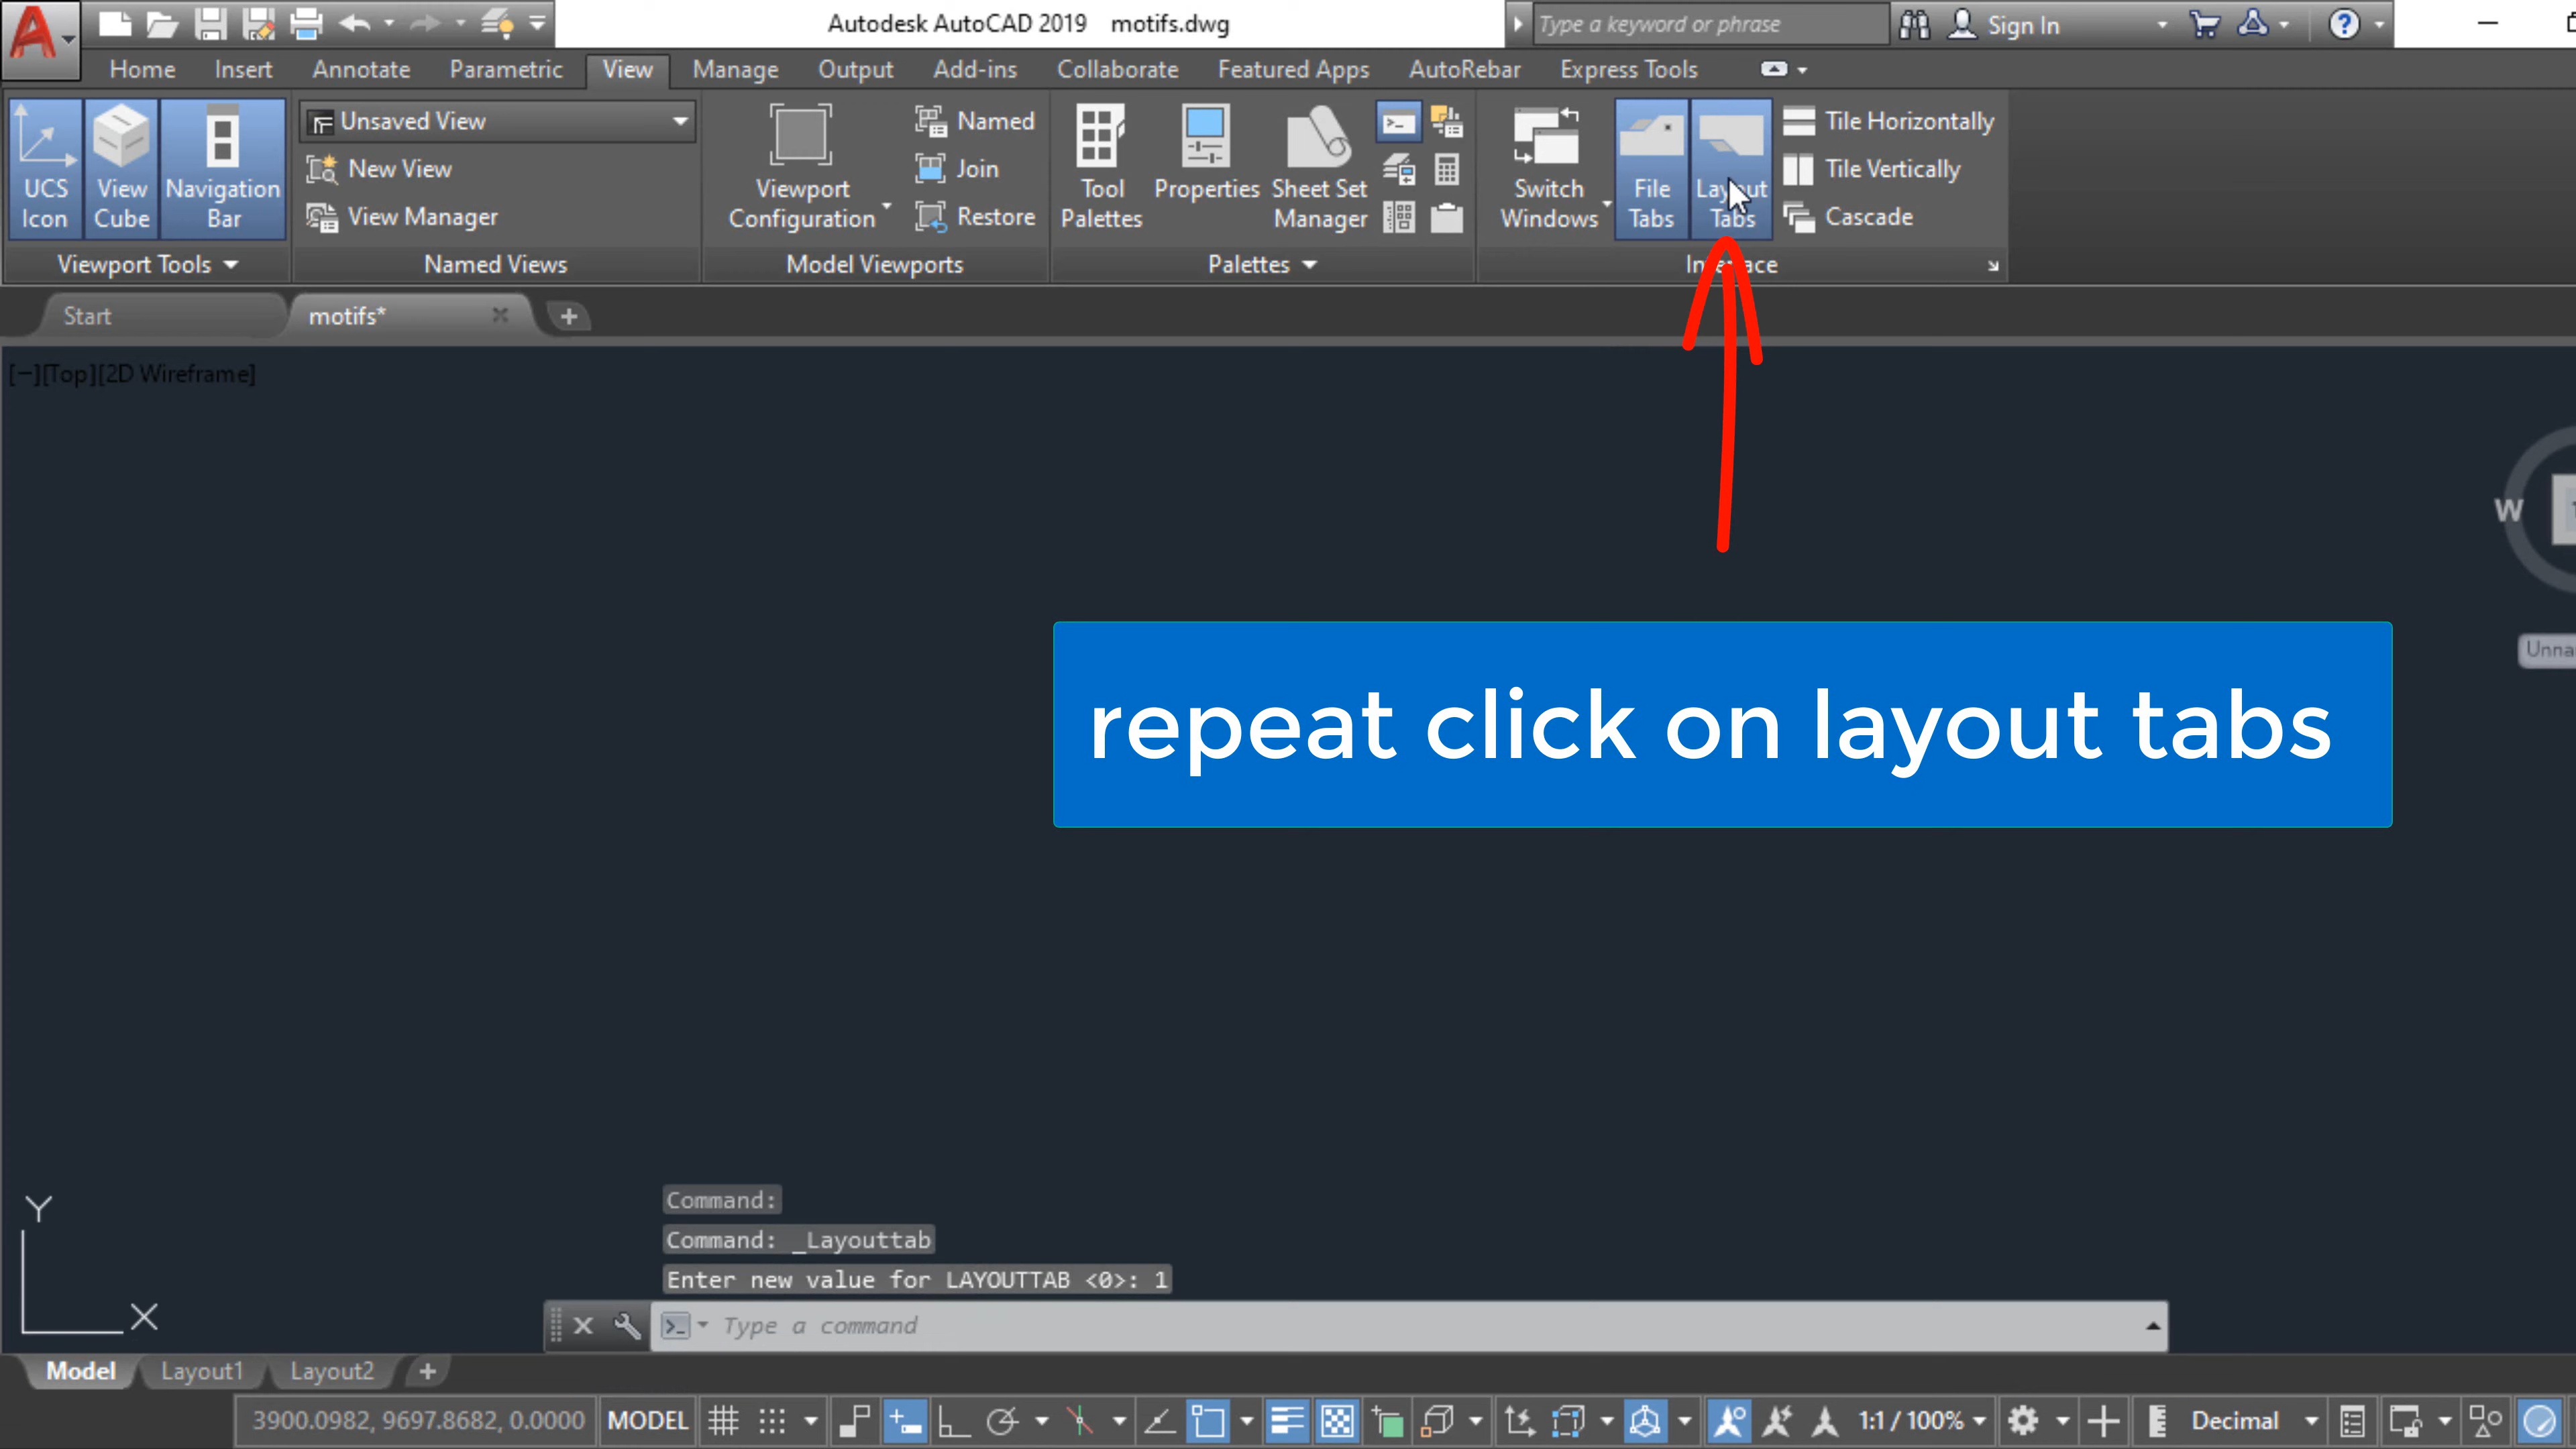 Autodesk AutoCAD 2019 motifs.dwg
Type a keyword or phrase
Sign In
Home Insert Annotate Parametric View Manage Output Add-ins Collaborate Featured Apps AutoRebar Express Tools
UCS Icon
View Cube
Navigation Bar
Viewport Tools
Unsaved View
New View
View Manager
Named Views
Viewport Configuration
Named
Join
Restore
Model Viewports
Tool Palettes
Properties
Sheet Set Manager
Palettes
Switch Windows
File Tabs
Layout Tabs
Tile Horizontally
Tile Vertically
Cascade
Interface
Start motifs*
[−][Top][2D Wireframe]
W
repeat click on layout tabs
Y
X
Command:
Command: _Layouttab
Enter new value for LAYOUTTAB <0>: 1
Type a command
Model Layout1 Layout2
3900.0982, 9697.8682, 0.0000 MODEL 1:1 / 100% Decimal